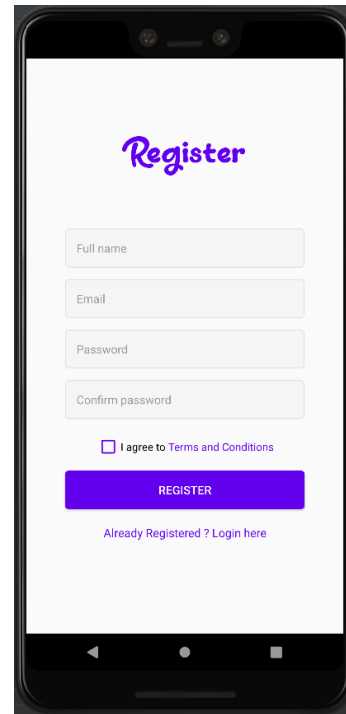 Register
Full name
Email
Password
Confirm password
I agree to Terms and Conditions
REGISTER
Already Registered ? Login here